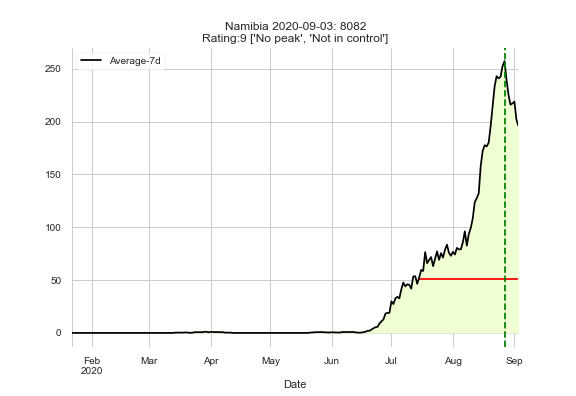 Namibia 2020-09-03: 8082
Rating:9 ['No peak', 'Not in control']
Average-7d
250
200
150
100
50
0
Feb Mar Apr May Jun Jul Aug Sep
2020
Date